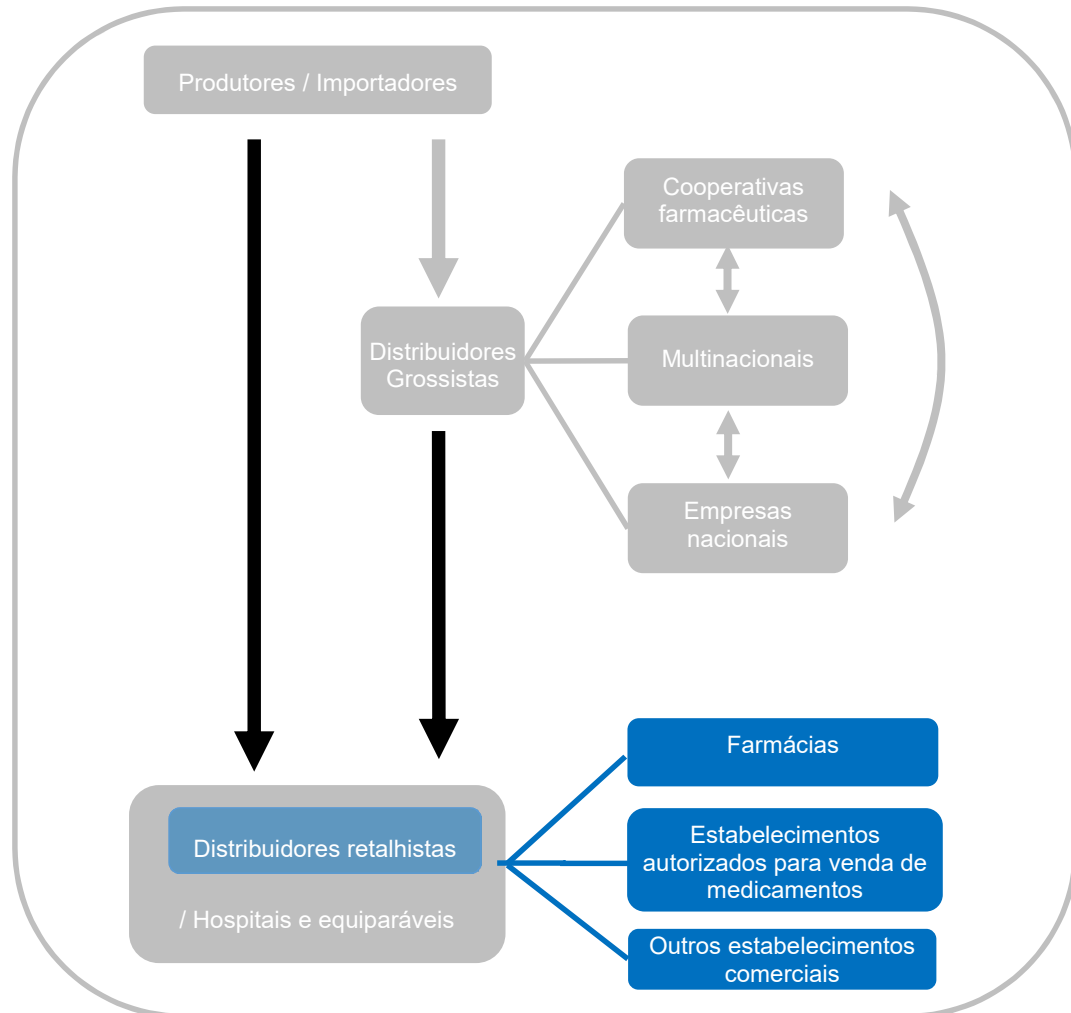 Produtores / Importadores
Cooperativas
farmacêuticas
Distribuidores
Grossistas
Multinacionais
Empresas
nacionais
Farmácias
Distribuidores retalhistas
/ Hospitais e equiparáveis
Estabelecimentos
autorizados para venda de
medicamentos
Outros estabelecimentos
comerciais